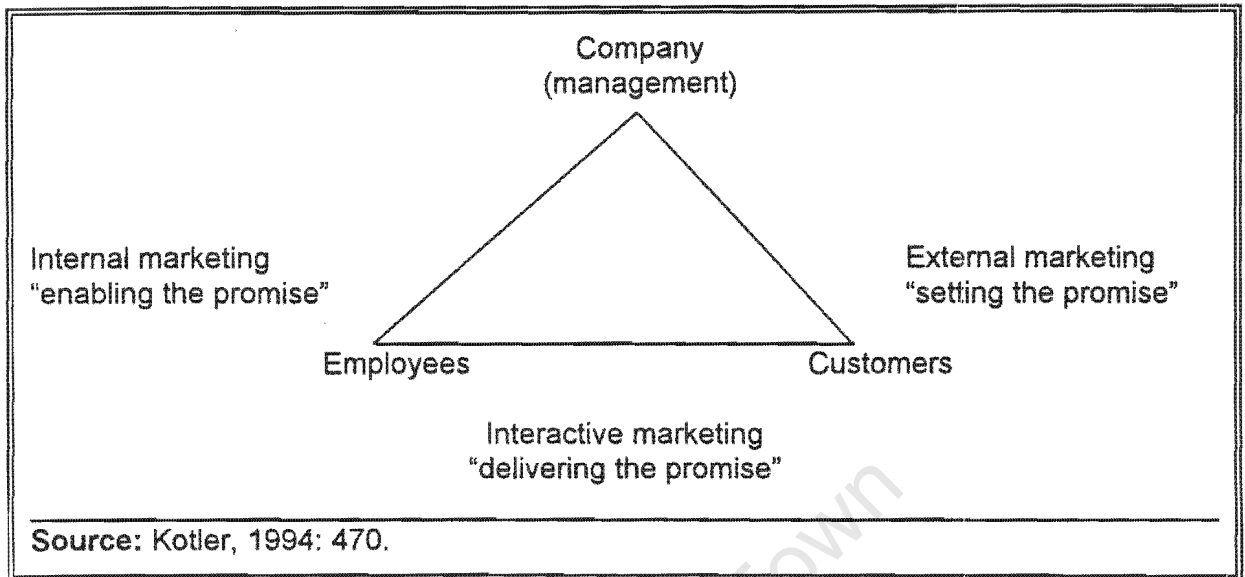 Company
(management)
Internal marketing
“enabling the promise”
External marketing
“setting the promise”
Employees
Customers
Interactive marketing
“delivering the promise”
Town
Source: Kotler, 1994: 470.